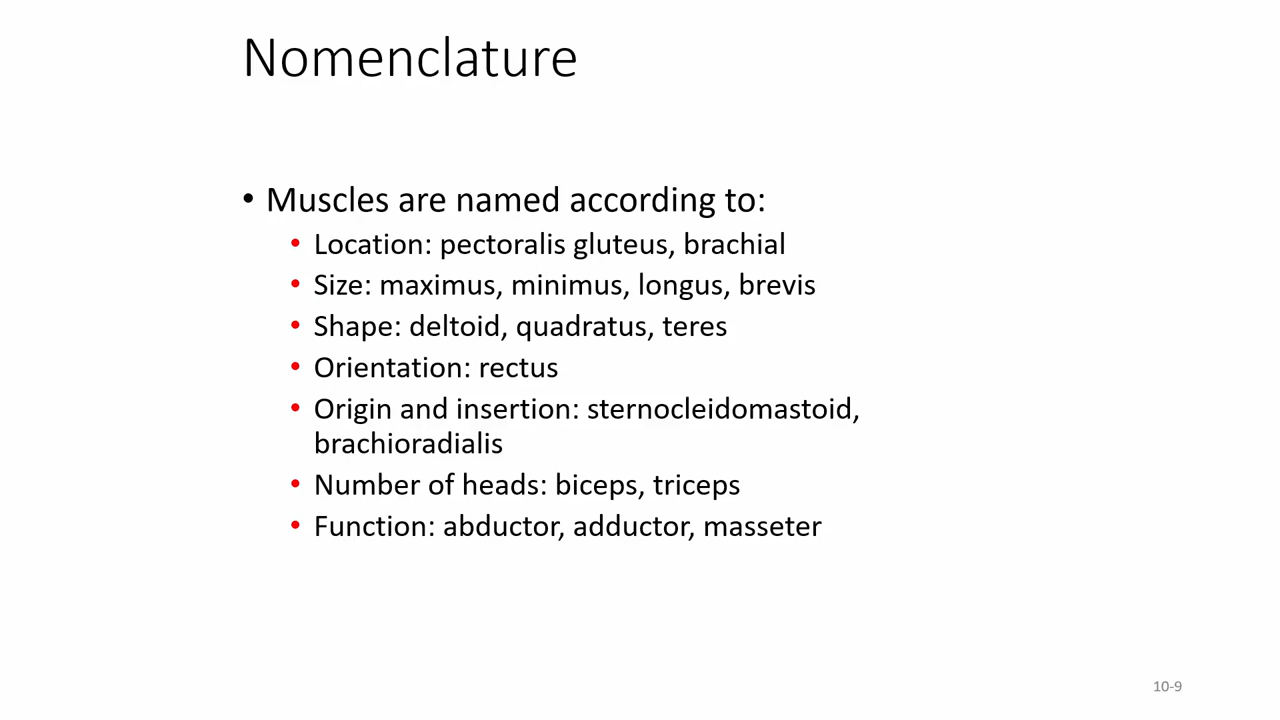 Nomenclature
• Muscles are named according to:
• Location: pectoralis gluteus, brachial
• Size: maximus, minimus, longus, brevis
• Shape: deltoid, quadratus, teres
• Orientation: rectus
• Origin and insertion: sternocleidomastoid,
brachioradialis
• Number of heads: biceps, triceps
• Function: abductor, adductor, masseter
10-9